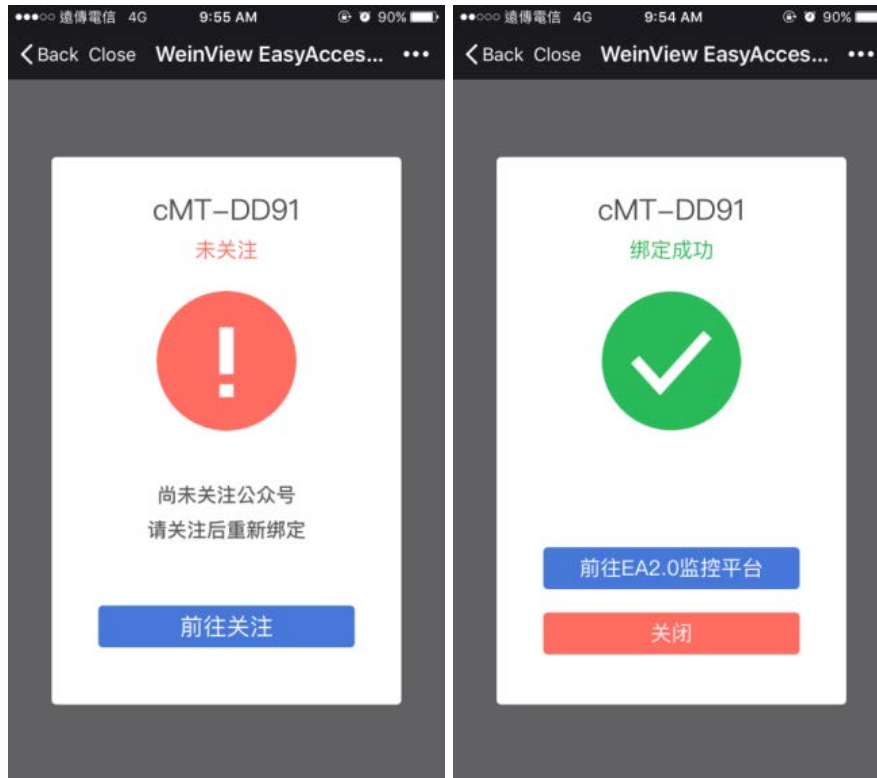 ●●●○○ 遠傳電信 4G 9:55 AM 90%
Back Close WeinView EasyAcces... •••
cMT-DD91
未关注
!
尚未关注公众号
请关注后重新绑定
前往关注
●●○○○ 遠傳電信 4G 9:54 AM 90%
Back Close WeinView EasyAcces... •••
cMT-DD91
绑定成功
前往EA2.0监控平台
关闭